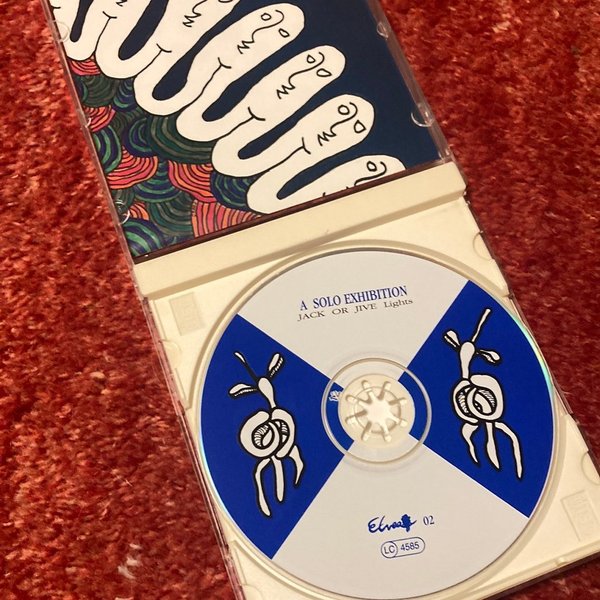 A SOLO EXHIBITION
JACK OR JIVE Lights
02
LC 4585